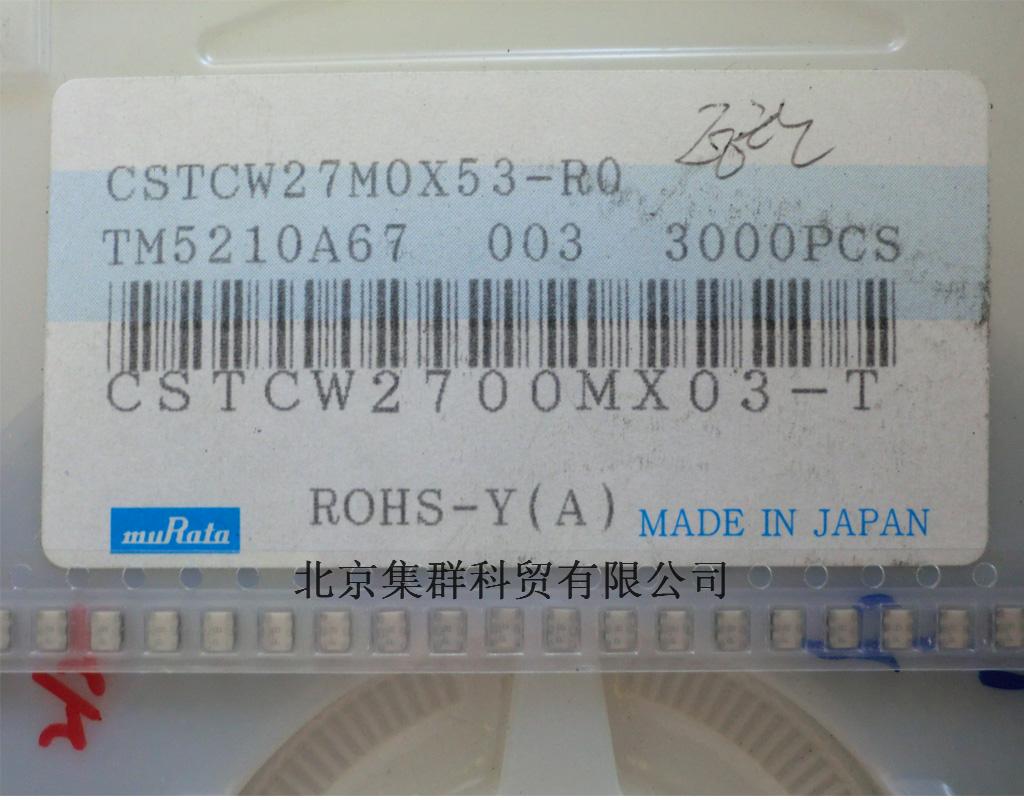 CSTCW27M0X53-R0
TM5210A67 003 3000PCS
CSTCW2700MX03-T
ROHS-Y(A)
muRata MADE IN JAPAN
北京集群科贸有限公司